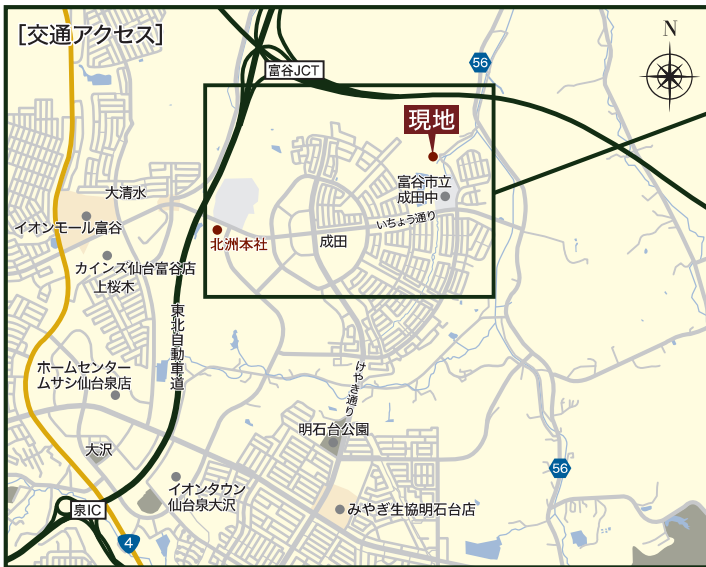 [交通アクセス]
N
56
富谷JCT
現地
大清水
富谷市立
成田中
イオンモール富谷
いちょう通り
北洲本社
成田
カインズ仙台富谷店
上桜木
東北自動車道
ホームセンター
ムサシ仙台泉店
けやき通り
明石台公園
大沢
56
イオンタウン
仙台泉大沢
泉IC
みやぎ生協明石台店
4